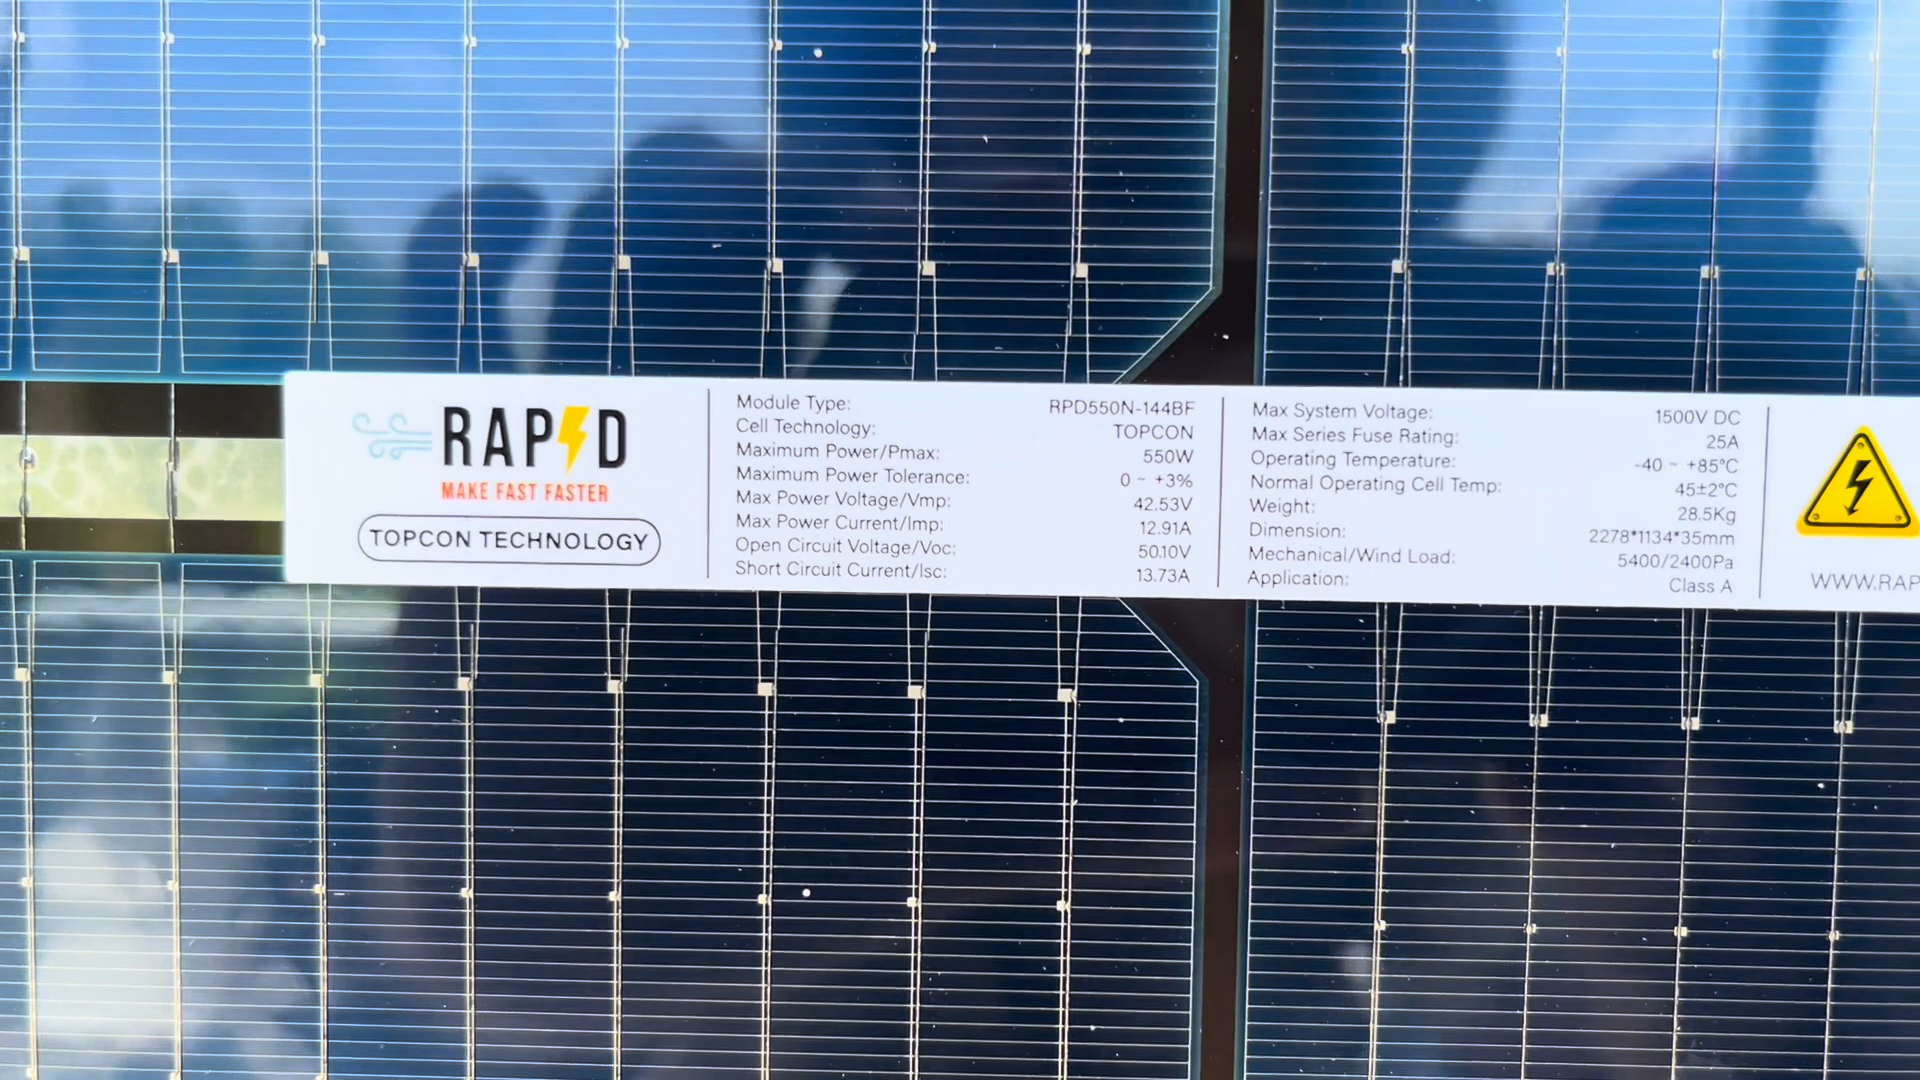 RAPID
MAKE FAST FASTER
TOPCON TECHNOLOGY
Module Type: RPD550N-144BF
Cell Technology: TOPCON
Maximum Power/Pmax: 550W
Maximum Power Tolerance: 0 ~ +3%
Max Power Voltage/Vmp: 42.53V
Max Power Current/Imp: 12.91A
Open Circuit Voltage/Voc: 50.10V
Short Circuit Current/Isc: 13.73A
Max System Voltage: 1500V DC
Max Series Fuse Rating: 25A
Operating Temperature: -40 ~ +85°C
Normal Operating Cell Temp: 45±2°C
Weight: 28.5Kg
Dimension: 2278*1134*35mm
Mechanical/Wind Load: 5400/2400Pa
Application: Class A
WWW.RAP